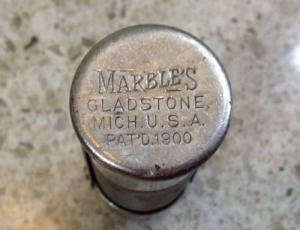 MARBLE'S
GLADSTONE,
MICH. U.S.A.
PAT'D. 1900